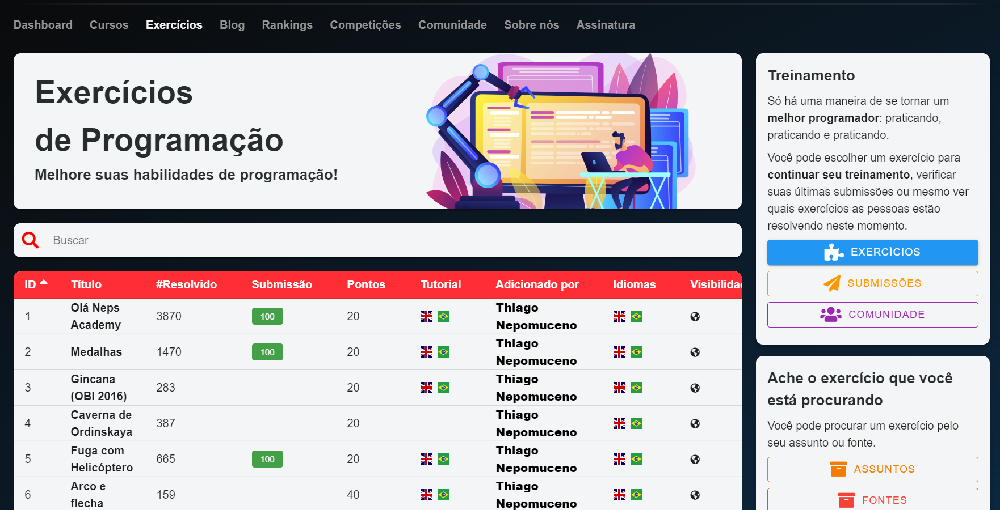 Dashboard Cursos Exercícios Blog Rankings Competições Comunidade Sobre nós Assinatura
Exercícios
de Programação
Melhore suas habilidades de programação!
Buscar
ID Título #Resolvido Submissão Pontos Tutorial Adicionado por Idiomas
1 Olá Neps Academy 3870 100 20 Thiago Nepomuceno
2 Medalhas 1470 100 20 Thiago Nepomuceno
3 Gincana (OBI 2016) 283 20 Thiago Nepomuceno
4 Caverna de Ordinskaya 387 20 Thiago Nepomuceno
5 Fuga com Helicóptero 665 100 20 Thiago Nepomuceno
6 Arco e flecha 159 40 Thiago Nepomuceno
Treinamento
Só há uma maneira de se tornar um
melhor programador: praticando,
praticando e praticando.
Você pode escolher um exercício para
continuar seu treinamento, verificar
suas últimas submissões ou mesmo ver
quais exercícios as pessoas estão
resolvendo neste momento.
EXERCÍCIOS
SUBMISSÕES
COMUNIDADE
Ache o exercício que você
está procurando
Você pode procurar um exercício pelo
seu assunto ou fonte.
ASSUNTOS
FONTES